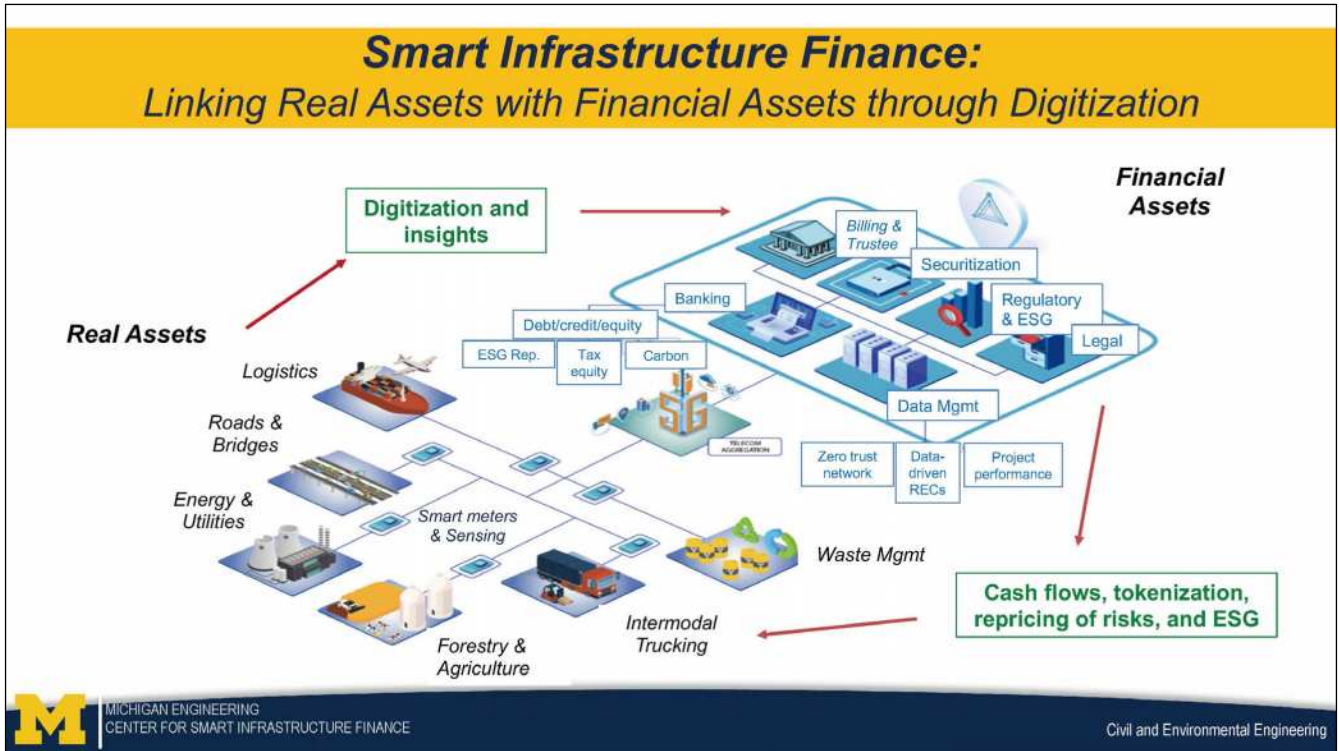 Smart Infrastructure Finance:
Linking Real Assets with Financial Assets through Digitization
Financial
Assets
Digitization and
insights
Billing &
Trustee
Securitization
Banking
Regulatory
& ESG
Debt/credit/equity
Real Assets
Legal
ESG Rep.
Tax
equity
Carbon
Logistics
Data Mgmt
5G
TELECOM
AGGREGATION
Roads &
Bridges
Zero trust
network
Data-
driven
RECs
Project
performance
Energy &
Utilities
Smart meters
& Sensing
Waste Mgmt
Cash flows, tokenization,
repricing of risks, and ESG
Intermodal
Trucking
Forestry &
Agriculture
M
MICHIGAN ENGINEERING
CENTER FOR SMART INFRASTRUCTURE FINANCE
Civil and Environmental Engineering